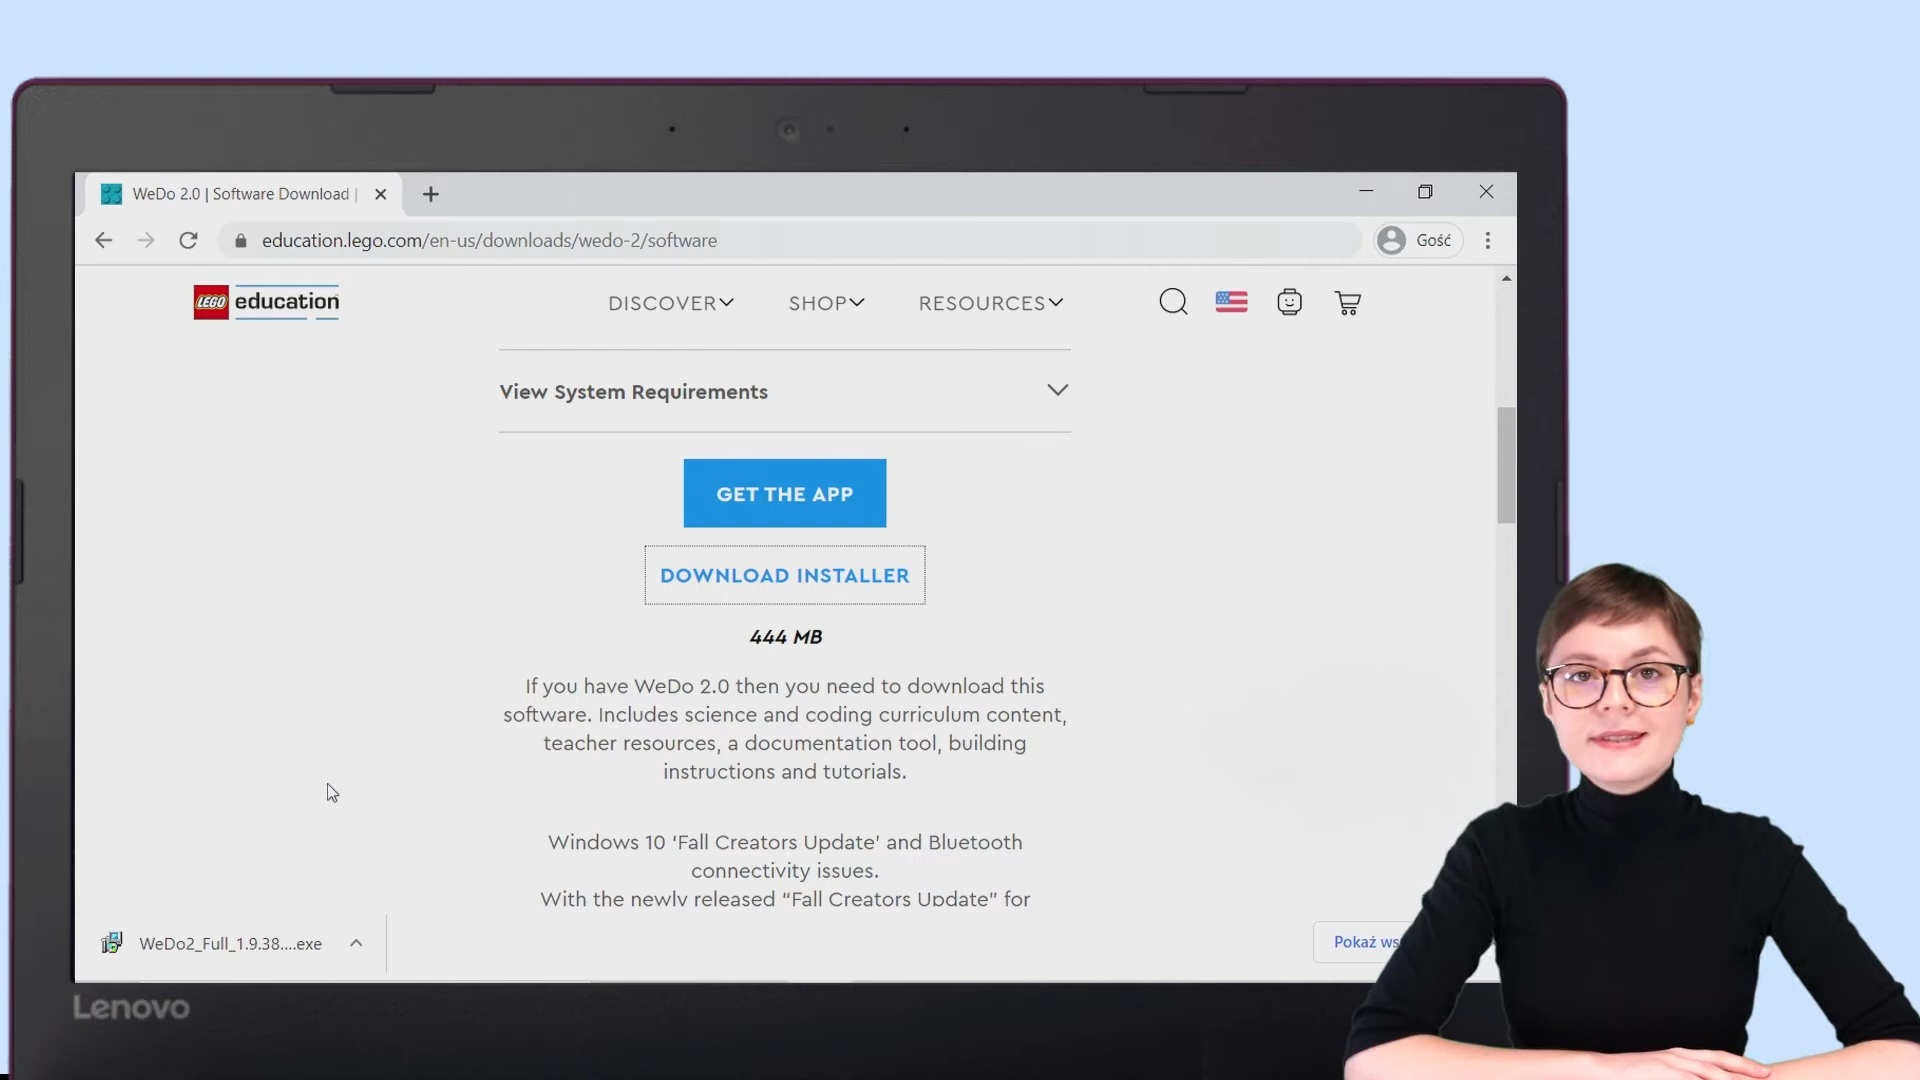 WeDo 2.0 | Software Download |
education.lego.com/en-us/downloads/wedo-2/software
Gość
LEGO education
DISCOVER
SHOP
RESOURCES
View System Requirements
GET THE APP
DOWNLOAD INSTALLER
444 MB
If you have WeDo 2.0 then you need to download this
software. Includes science and coding curriculum content,
teacher resources, a documentation tool, building
instructions and tutorials.
Windows 10 ‘Fall Creators Update’ and Bluetooth
connectivity issues.
With the newly released “Fall Creators Update” for
WeDo2_Full_1.9.38....exe
Pokaż
Lenovo